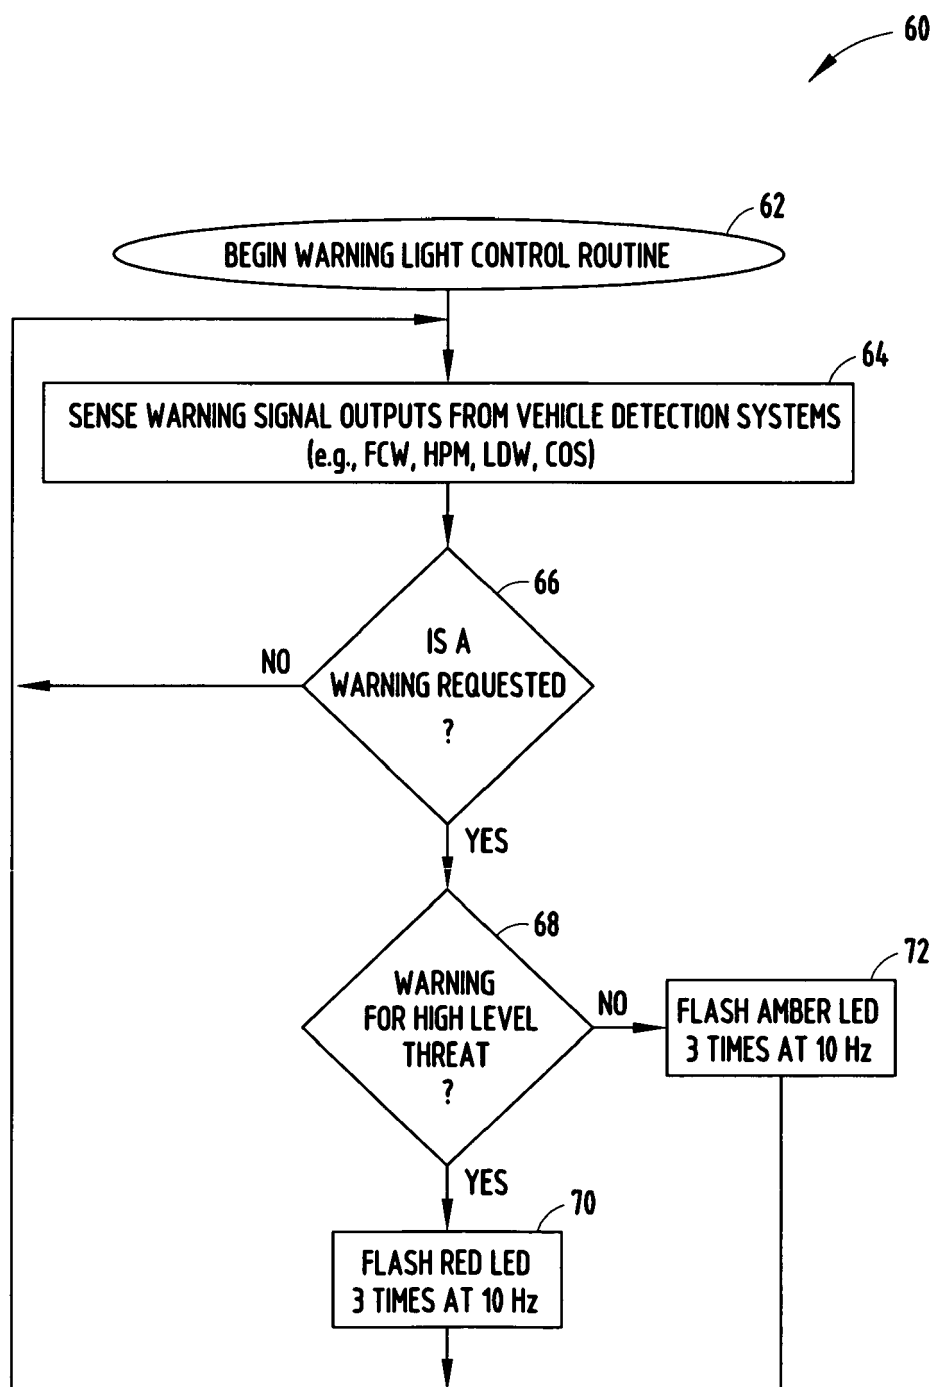 60
62
BEGIN WARNING LIGHT CONTROL ROUTINE
64
SENSE WARNING SIGNAL OUTPUTS FROM VEHICLE DETECTION SYSTEMS
(e.g., FCW, HPM, LDW, COS)
66
IS A
WARNING REQUESTED
?
NO
YES
68
WARNING
FOR HIGH LEVEL
THREAT
?
NO
72
FLASH AMBER LED
3 TIMES AT 10 Hz
YES
70
FLASH RED LED
3 TIMES AT 10 Hz